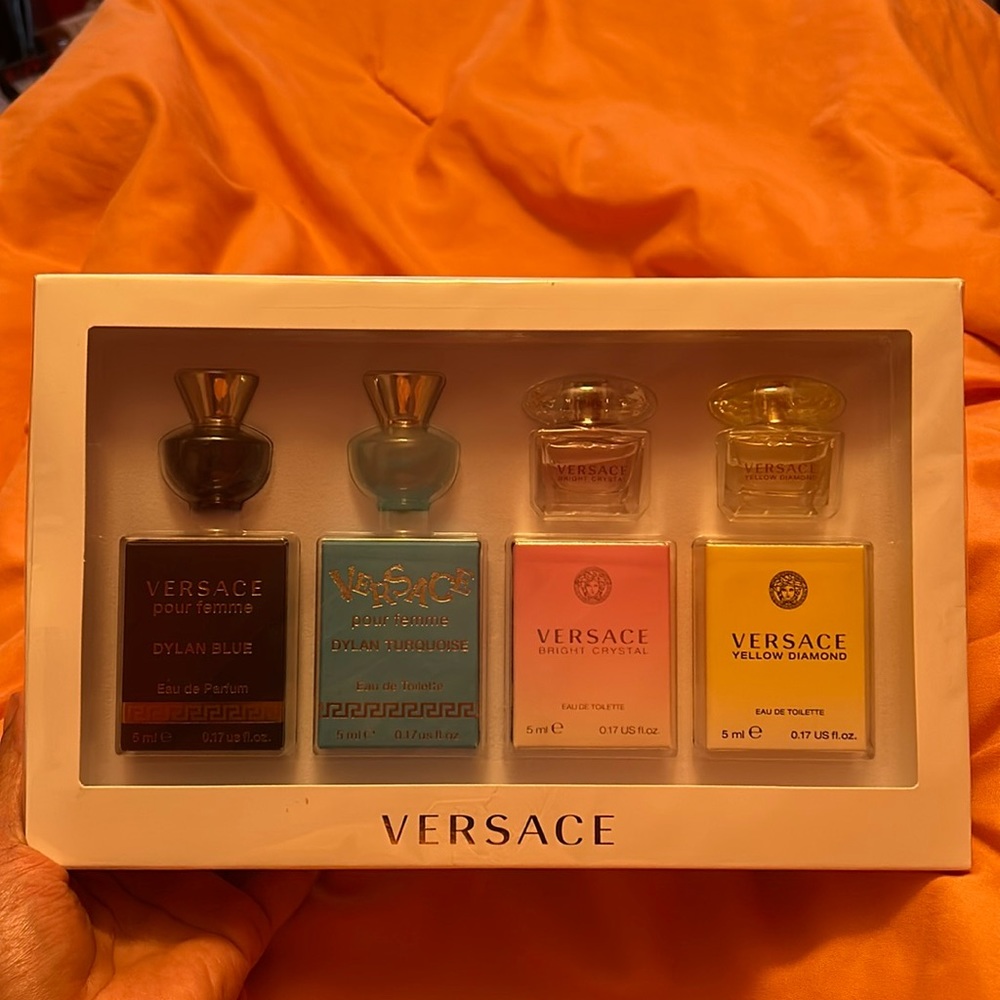 VERSACE
BRIGHT CRYSTAL
VERSACE
YELLOW DIAMOND
VERSACE
pour femme
DYLAN BLUE
Eau de Parfum
5 ml e 0.17 us fl.oz.
VERSACE
pour femme
DYLAN TURQUOISE
Eau de Toilette
5 ml e 0.17 us fl.oz.
VERSACE
BRIGHT CRYSTAL
EAU DE TOILETTE
5 ml e 0.17 US fl.oz.
VERSACE
YELLOW DIAMOND
EAU DE TOILETTE
5 ml e 0.17 US fl.oz.
VERSACE